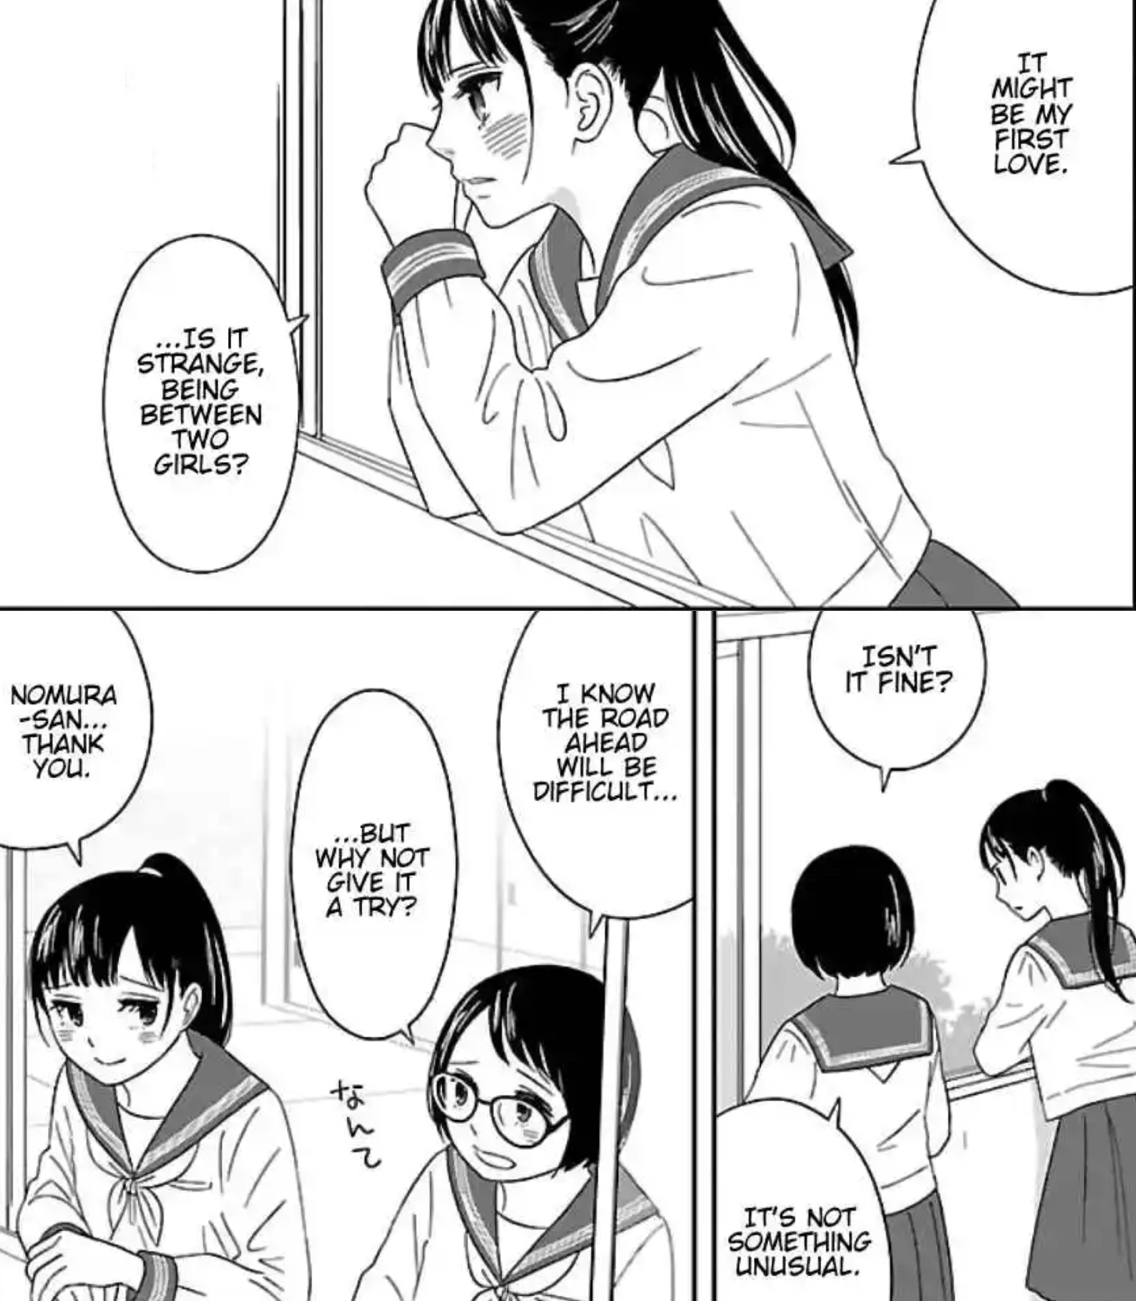 IT
MIGHT
BE MY
FIRST
LOVE.
...IS IT
STRANGE,
BEING
BETWEEN
TWO
GIRLS?
ISN'T
IT FINE?
IT'S NOT
SOMETHING
UNUSUAL.
I KNOW
THE ROAD
AHEAD
WILL BE
DIFFICULT...
...BUT
WHY NOT
GIVE IT
A TRY?
なんて
NOMURA
-SAN...
THANK
YOU.